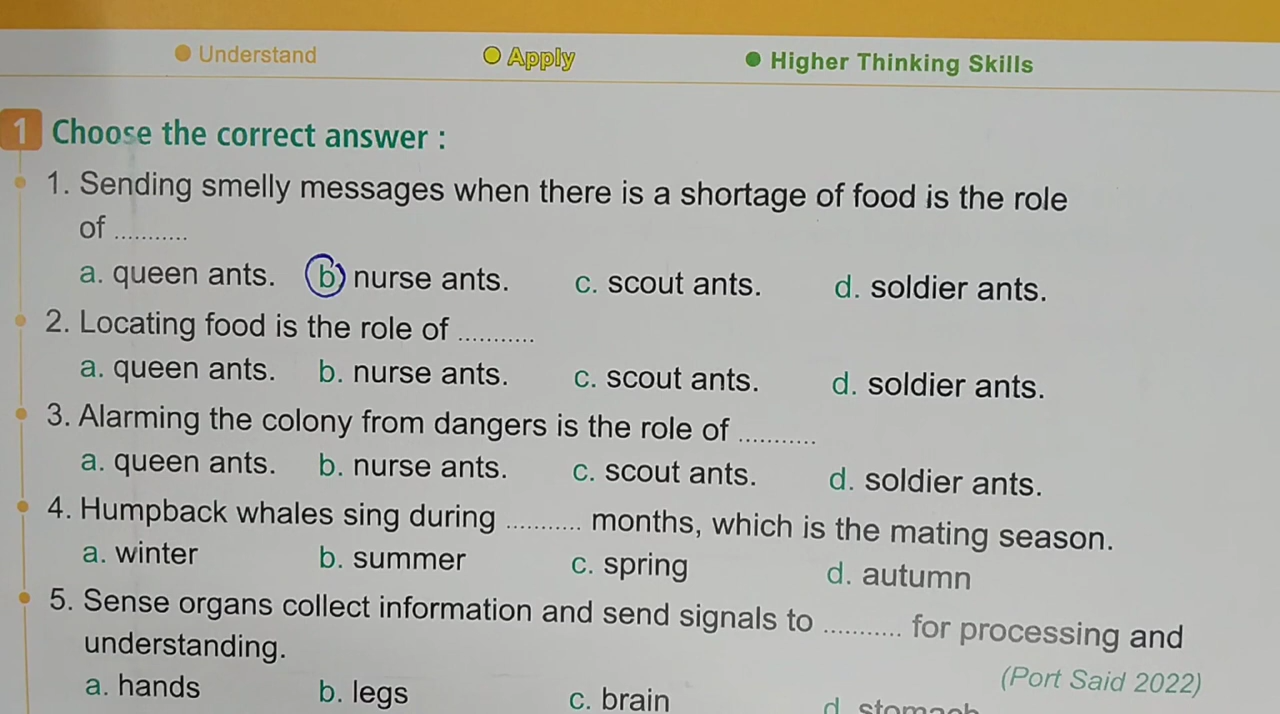 Understand Apply Higher Thinking Skills
1 Choose the correct answer :
1. Sending smelly messages when there is a shortage of food is the role
of ...........
a. queen ants. b. nurse ants. c. scout ants. d. soldier ants.
2. Locating food is the role of ...........
a. queen ants. b. nurse ants. c. scout ants. d. soldier ants.
3. Alarming the colony from dangers is the role of ...........
a. queen ants. b. nurse ants. c. scout ants. d. soldier ants.
4. Humpback whales sing during ........... months, which is the mating season.
a. winter b. summer c. spring d. autumn
5. Sense organs collect information and send signals to ........... for processing and
understanding.
(Port Said 2022)
a. hands b. legs c. brain d. stomach